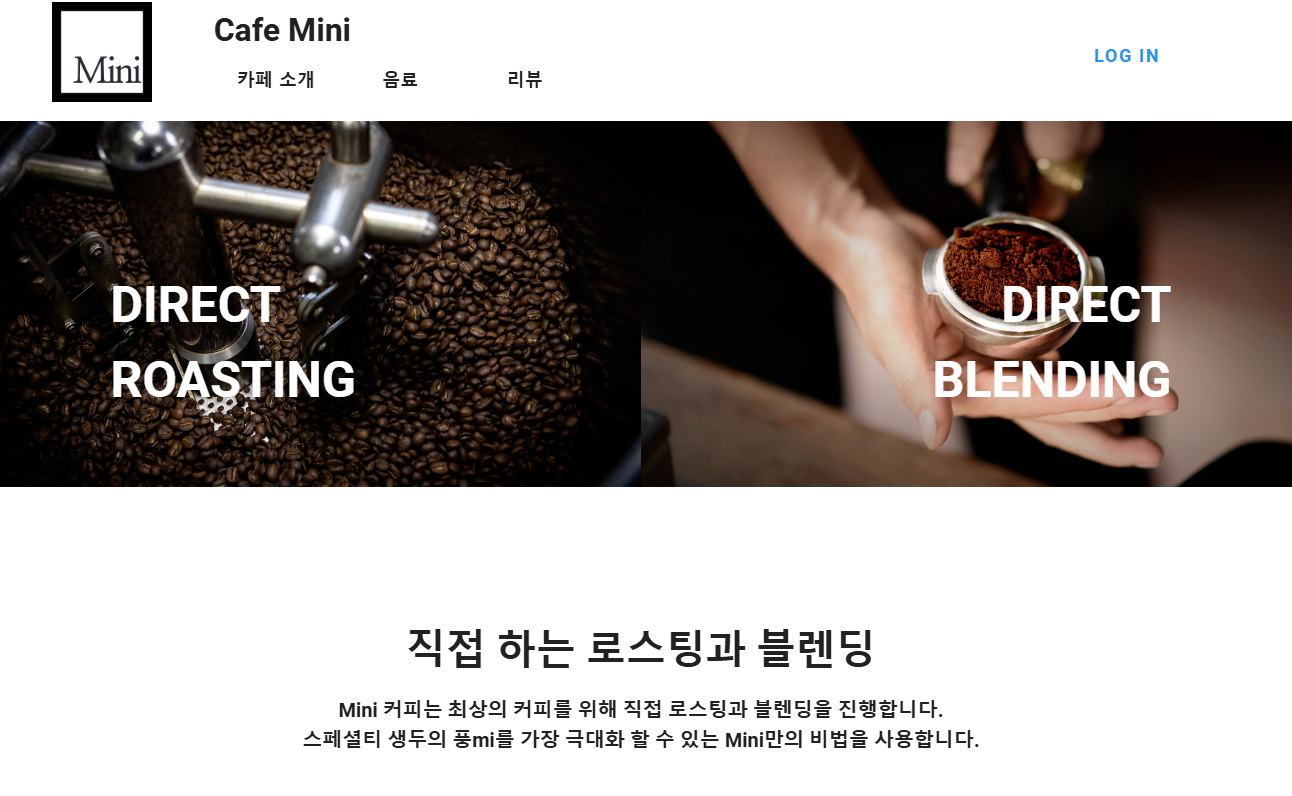 Mini
Cafe Mini
카페 소개
음료
리뷰
LOG IN
DIRECT
ROASTING
DIRECT
BLENDING
직접 하는 로스팅과 블렌딩
Mini 커피는 최상의 커피를 위해 직접 로스팅과 블렌딩을 진행합니다.
스페셜티 생두의 풍mi를 가장 극대화 할 수 있는 Mini만의 비법을 사용합니다.